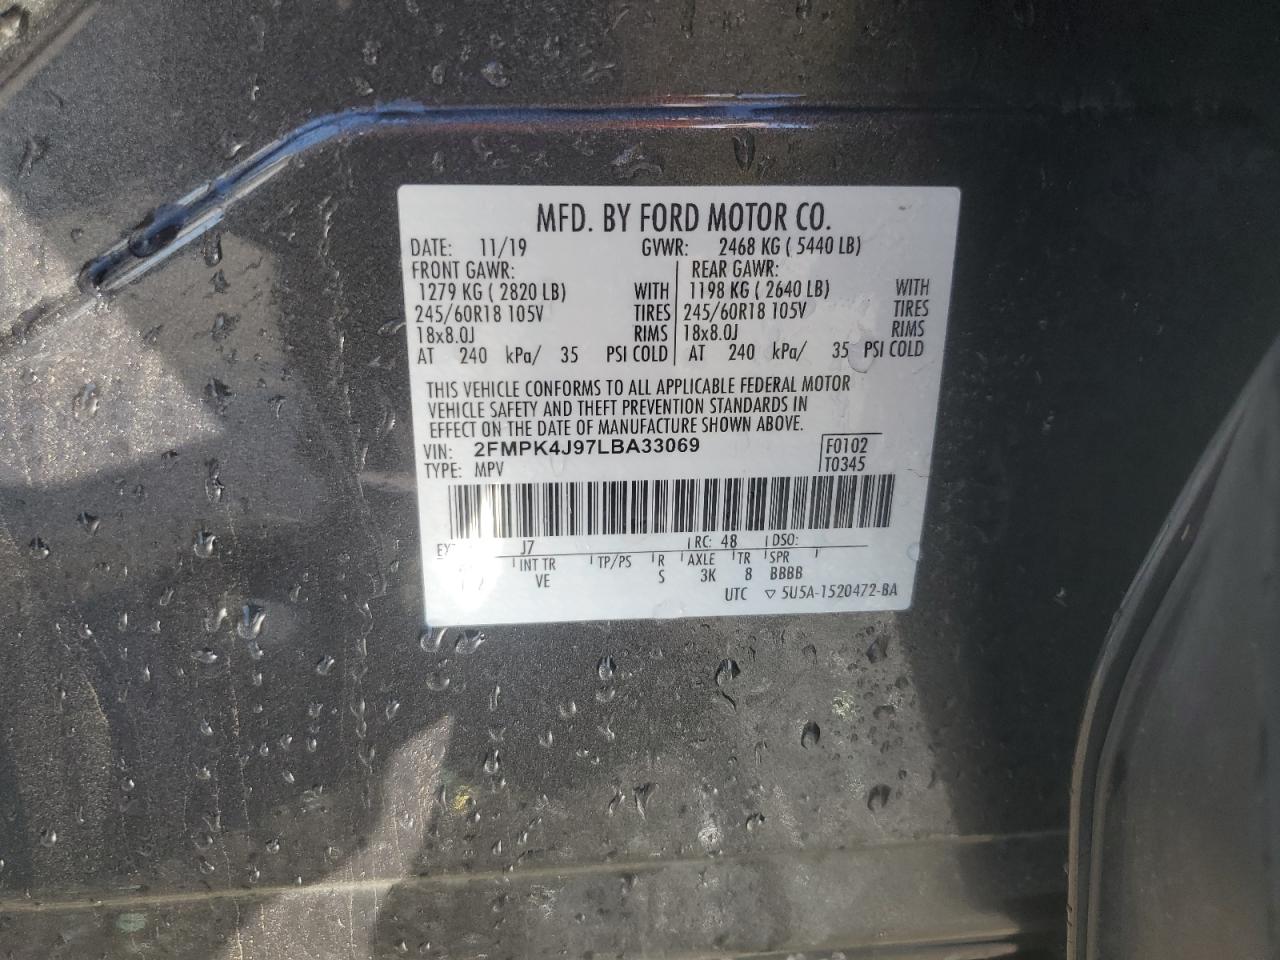 MFD. BY FORD MOTOR CO.
DATE: 11/19 GVWR: 2468 KG ( 5440 LB)
FRONT GAWR: REAR GAWR:
1279 KG ( 2820 LB) WITH 1198 KG ( 2640 LB) WITH
245/60R18 105V TIRES 245/60R18 105V TIRES
18x8.0J RIMS 18x8.0J RIMS
AT 240 kPa/ 35 PSI COLD AT 240 kPa/ 35 PSI COLD
THIS VEHICLE CONFORMS TO ALL APPLICABLE FEDERAL MOTOR
VEHICLE SAFETY AND THEFT PREVENTION STANDARDS IN
EFFECT ON THE DATE OF MANUFACTURE SHOWN ABOVE.
VIN: 2FMPK4J97LBA33069 F0102
TYPE: MPV T0345
J7 RC: 48 DSO:
INT TR TP/PS R AXLE TR SPR
VE S 3K 8 BBBB
UTC ▽ 5U5A-1520472-BA